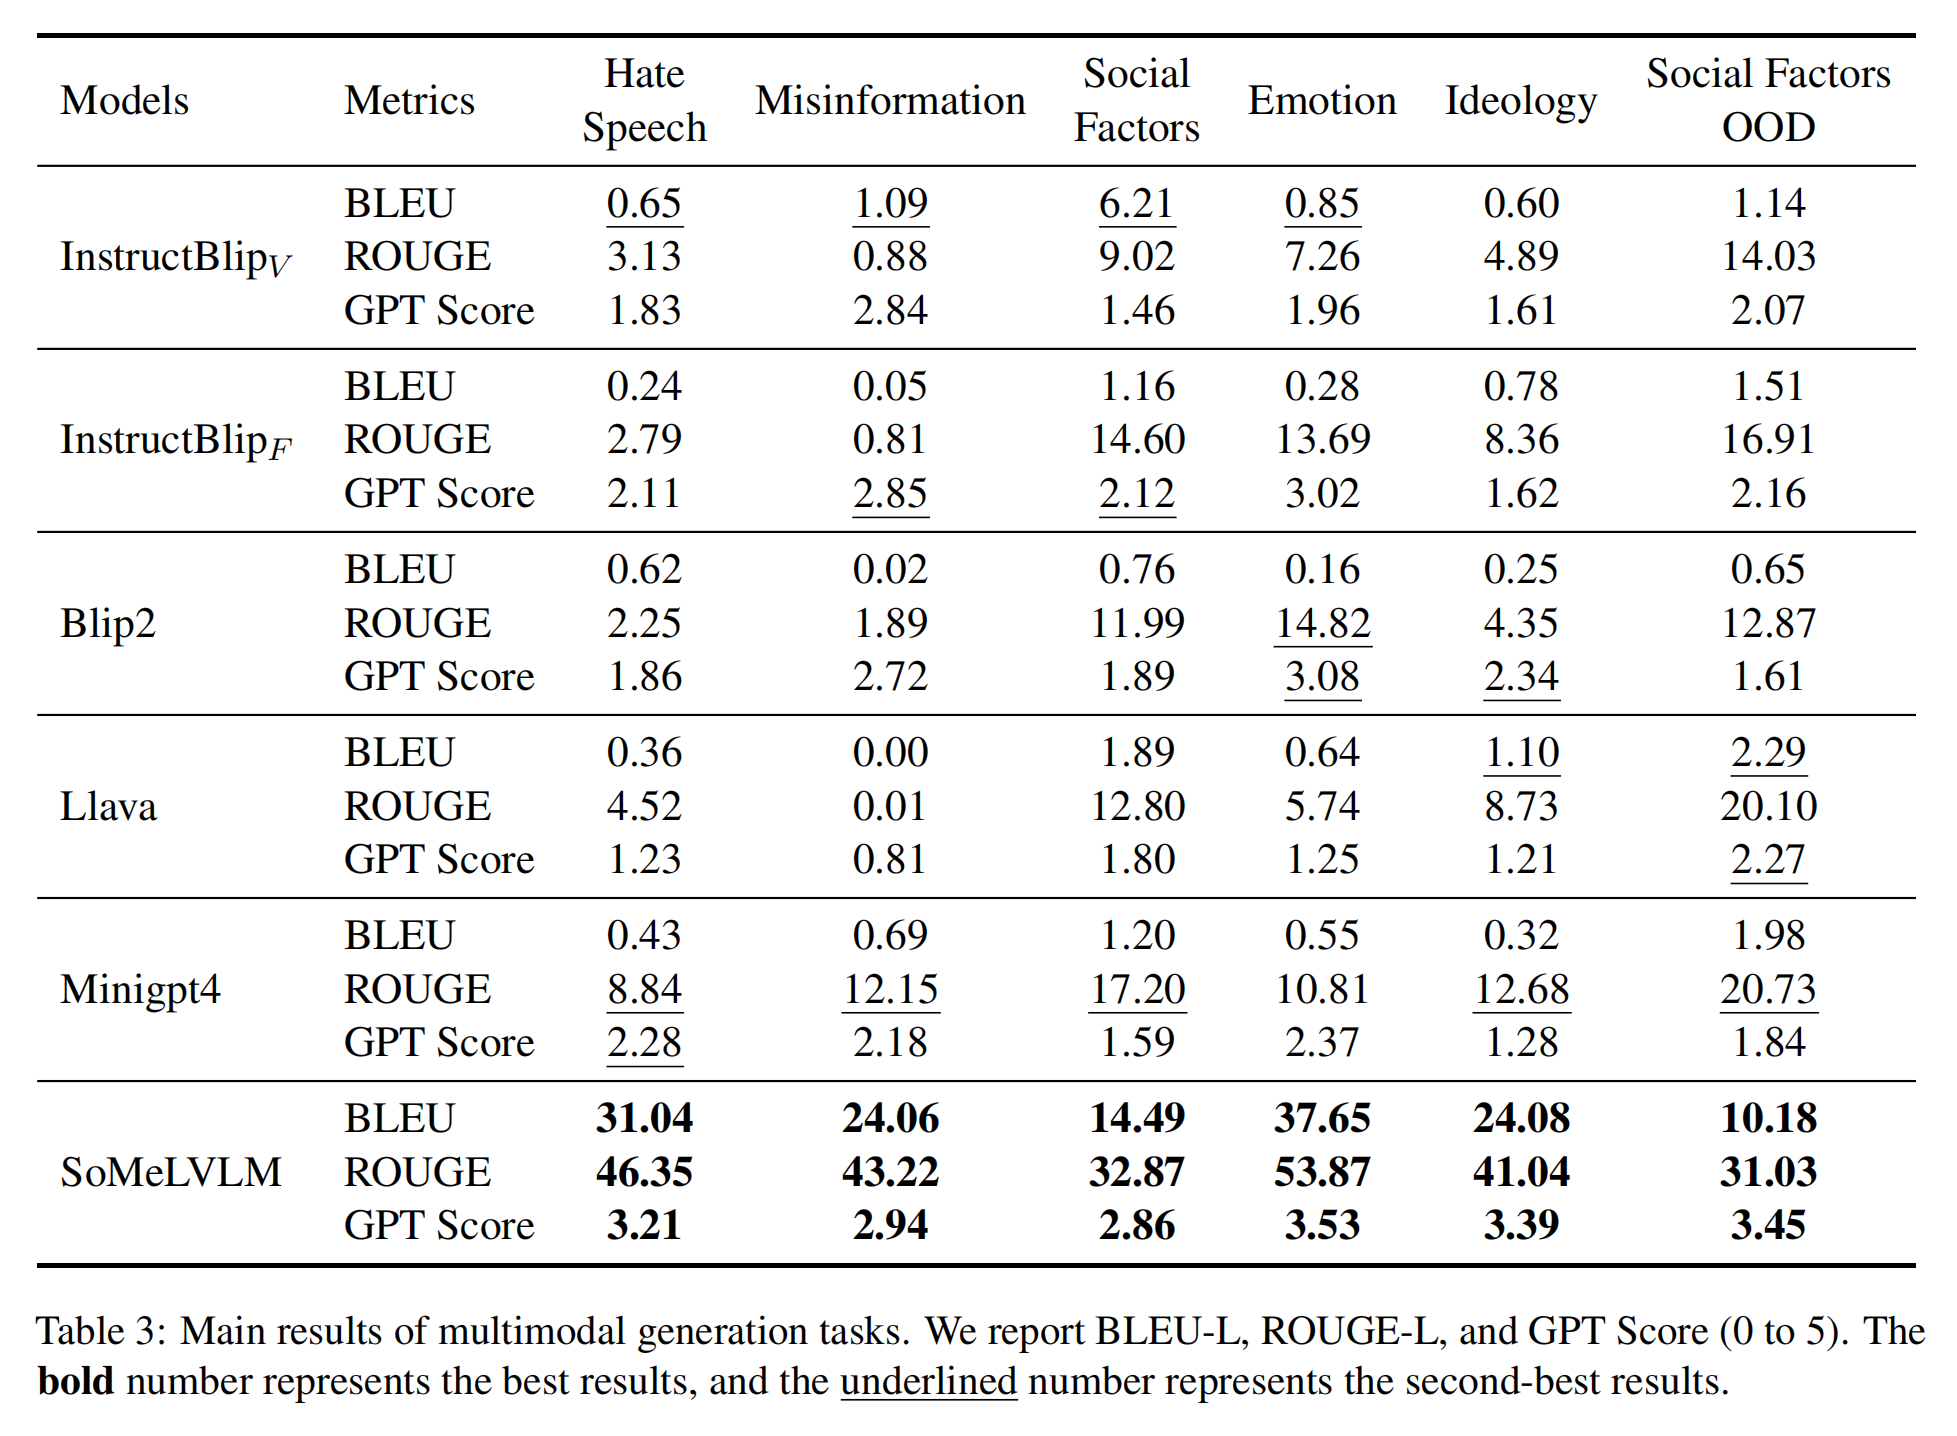 Models Metrics Hate Speech Misinformation Social Factors Emotion Ideology Social Factors OOD
InstructBlipV BLEU 0.65 1.09 6.21 0.85 0.60 1.14
ROUGE 3.13 0.88 9.02 7.26 4.89 14.03
GPT Score 1.83 2.84 1.46 1.96 1.61 2.07
InstructBlipF BLEU 0.24 0.05 1.16 0.28 0.78 1.51
ROUGE 2.79 0.81 14.60 13.69 8.36 16.91
GPT Score 2.11 2.85 2.12 3.02 1.62 2.16
Blip2 BLEU 0.62 0.02 0.76 0.16 0.25 0.65
ROUGE 2.25 1.89 11.99 14.82 4.35 12.87
GPT Score 1.86 2.72 1.89 3.08 2.34 1.61
Llava BLEU 0.36 0.00 1.89 0.64 1.10 2.29
ROUGE 4.52 0.01 12.80 5.74 8.73 20.10
GPT Score 1.23 0.81 1.80 1.25 1.21 2.27
Minigpt4 BLEU 0.43 0.69 1.20 0.55 0.32 1.98
ROUGE 8.84 12.15 17.20 10.81 12.68 20.73
GPT Score 2.28 2.18 1.59 2.37 1.28 1.84
SoMeLVLM BLEU 31.04 24.06 14.49 37.65 24.08 10.18
ROUGE 46.35 43.22 32.87 53.87 41.04 31.03
GPT Score 3.21 2.94 2.86 3.53 3.39 3.45
Table 3: Main results of multimodal generation tasks. We report BLEU-L, ROUGE-L, and GPT Score (0 to 5). The
bold number represents the best results, and the underlined number represents the second-best results.